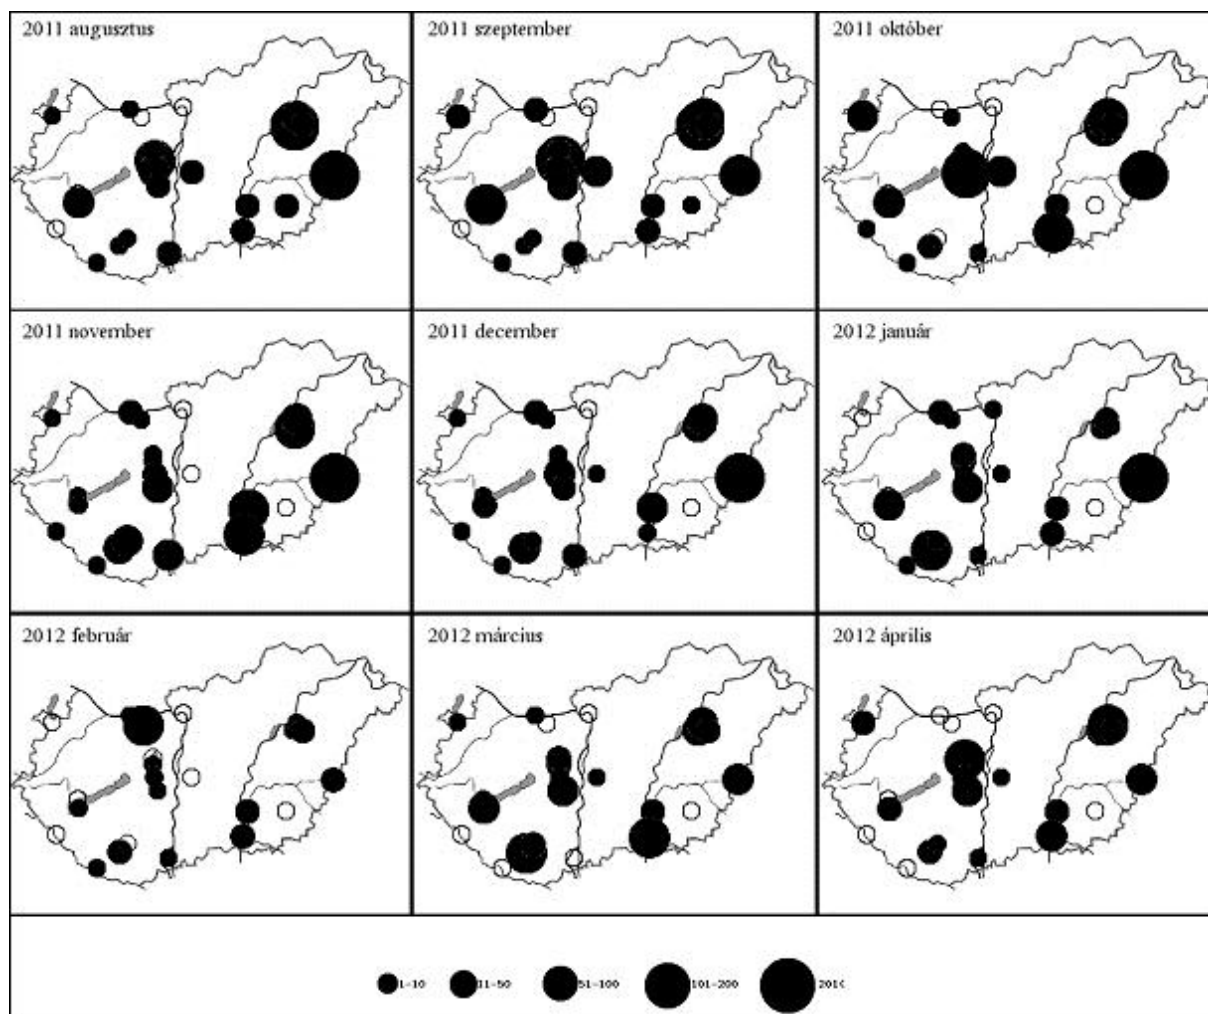 2011 augusztus
2011 szeptember
2011 október
2011 november
2011 december
2012 január
2012 február
2012 március
2012 április
1-10 11-50 51-100 101-200 201<